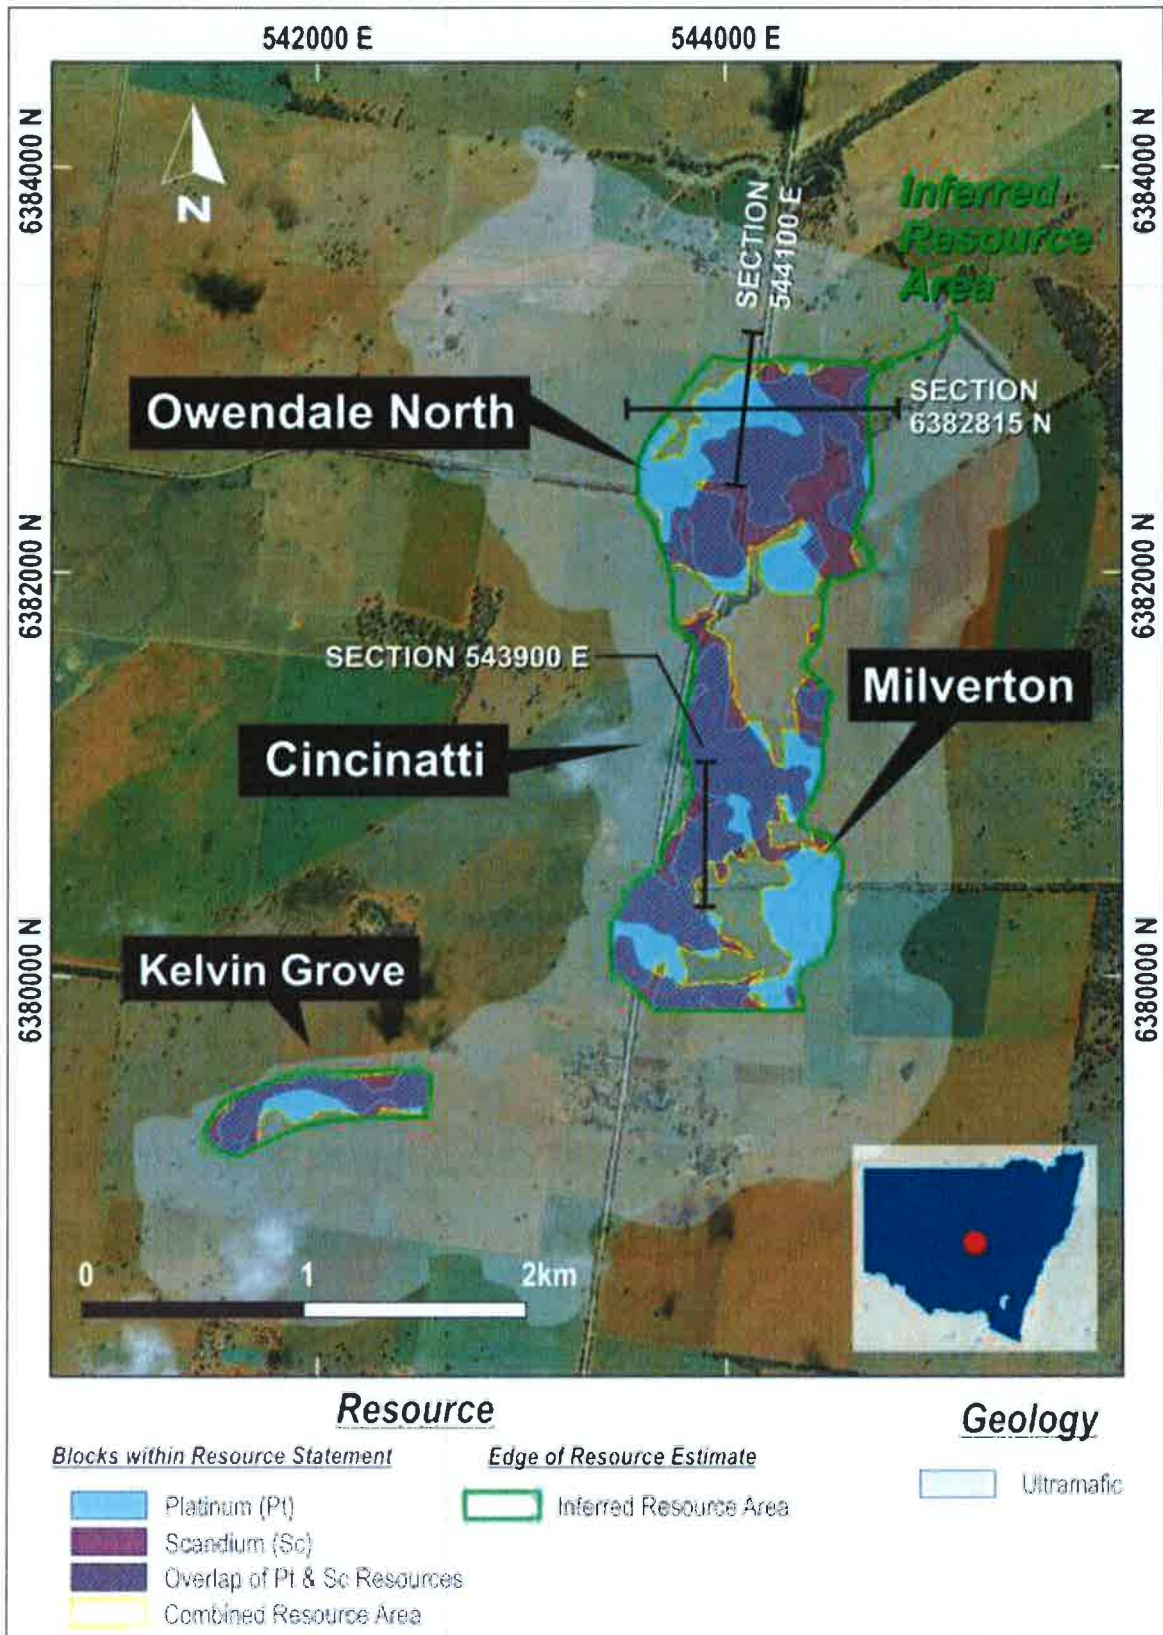 542000 E
544000 E
6384000 N
6384000 N
N
Inferred
Resource
Area
SECTION
544100 E
Owendale North
SECTION
6382815 N
6382000 N
6382000 N
SECTION 543900 E
Milverton
Cincinatti
6380000 N
6380000 N
Kelvin Grove
0 1 2km
Resource
Geology
Blocks within Resource Statement
Edge of Resource Estimate
Platinum (Pt)
Scandium (Sc)
Overlap of Pt & Sc Resources
Combined Resource Area
Inferred Resource Area
Ultramafic